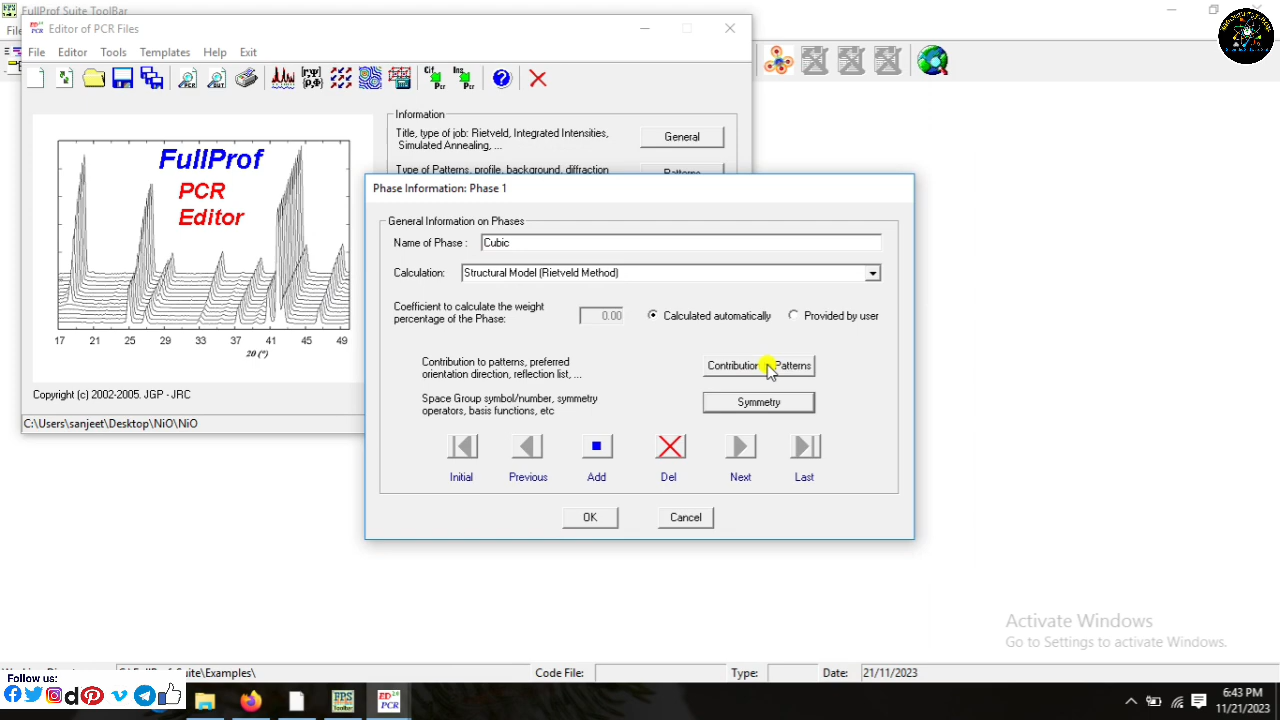 FullProf Suite ToolBar
Editor of PCR Files
File Editor Tools Templates Help Exit
Information
Title, type of job: Rietveld, Integrated Intensities,
Simulated Annealing, ...
General
Type of Patterns, profile, background, diffraction
Patterns
FullProf
PCR
Editor
17 21 25 29 33 37 41 45 49
2θ (°)
Copyright (c) 2002-2005. JGP - JRC
C:\Users\sanjeet\Desktop\NiO\NiO
Phase Information: Phase 1
General Information on Phases
Name of Phase : Cubic
Calculation: Structural Model (Rietveld Method)
Coefficient to calculate the weight
percentage of the Phase:
0.00
Calculated automatically
Provided by user
Contribution to patterns, preferred
orientation direction, reflection list, ...
Contribution Patterns
Space Group symbol/number, symmetry
operators, basis functions, etc
Symmetry
Initial Previous Add Del Next Last
OK Cancel
Activate Windows
Go to Settings to activate Windows.
C:\FullProf_Suite\Examples\
Code File:
Type:
Date: 21/11/2023
Follow us:
6:43 PM
11/21/2023